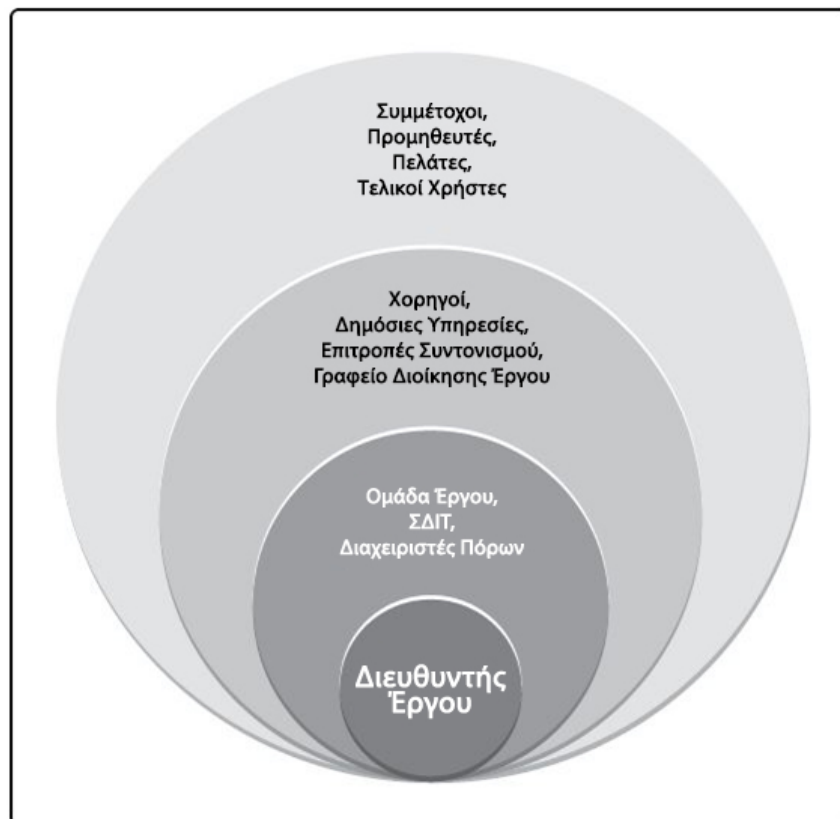 Συμμέτοχοι,
Προμηθευτές,
Πελάτες,
Τελικοί Χρήστες
Χορηγοί,
Δημόσιες Υπηρεσίες,
Επιτροπές Συντονισμού,
Γραφείο Διοίκησης Έργου
Ομάδα Έργου,
ΣΔΙΤ,
Διαχειριστές Πόρων
Διευθυντής
Έργου